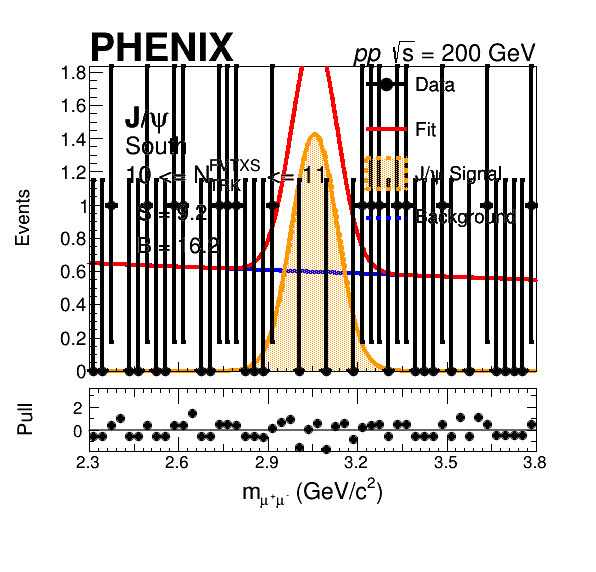 PHENIX
pp √s = 200 GeV
J/ψ
South
10 <= N_TRK^FVTXS <= 11
S = 9.2
B = 16.2
Data
Fit
J/ψ Signal
Background
Events
1.8
1.6
1.4
1.2
1
0.8
0.6
0.4
0.2
0
Pull
2
0
2.3 2.6 2.9 3.2 3.5 3.8
m_μ⁺μ⁻ (GeV/c²)